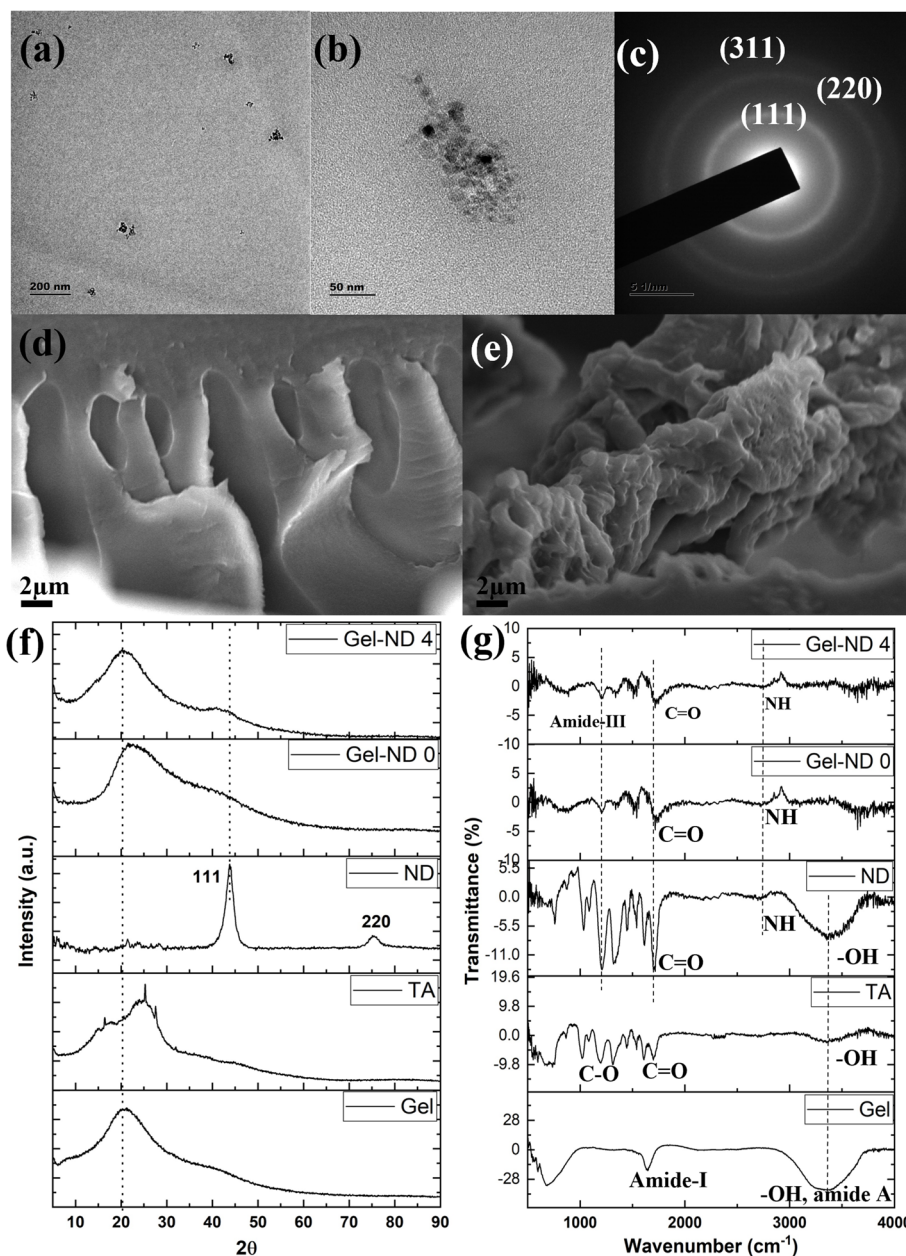 (a)
200 nm
(b)
50 nm
(c)
(311)
(220)
(111)
5 1/nm
(d)
2μm
(e)
2μm
(f)
Gel-ND 4
Gel-ND 0
ND
111
220
TA
Gel
Intensity (a.u.)
10 20 30 40 50 60 70 80 90
2θ
(g)
10
5
0
-5
-10
Gel-ND 4
Amide-III
C=O
NH
5
0
-5
-10
Gel-ND 0
C=O
NH
5.5
0.0
-5.5
-11.0
ND
C=O
NH
-OH
19.6
9.8
0.0
-9.8
TA
C-O
C=O
-OH
28
0
-28
Gel
Amide-I
-OH, amide A
Transmittance (%)
1000 2000 3000 4000
Wavenumber (cm⁻¹)